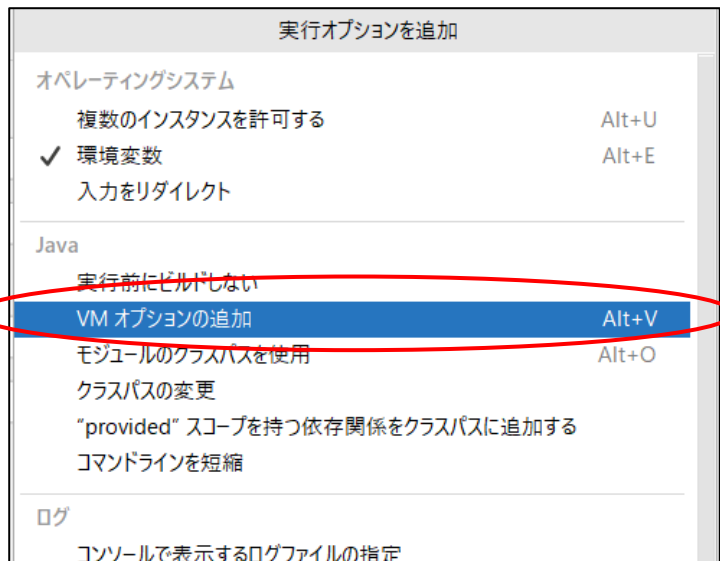 実行オプションを追加
オペレーティングシステム
複数のインスタンスを許可する Alt+U
環境変数 Alt+E
入力をリダイレクト
Java
実行前にビルドしない
VM オプションの追加 Alt+V
モジュールのクラスパスを使用 Alt+O
クラスパスの変更
“provided” スコープを持つ依存関係をクラスパスに追加する
コマンドラインを短縮
ログ
コンソールで表示するログファイルの指定